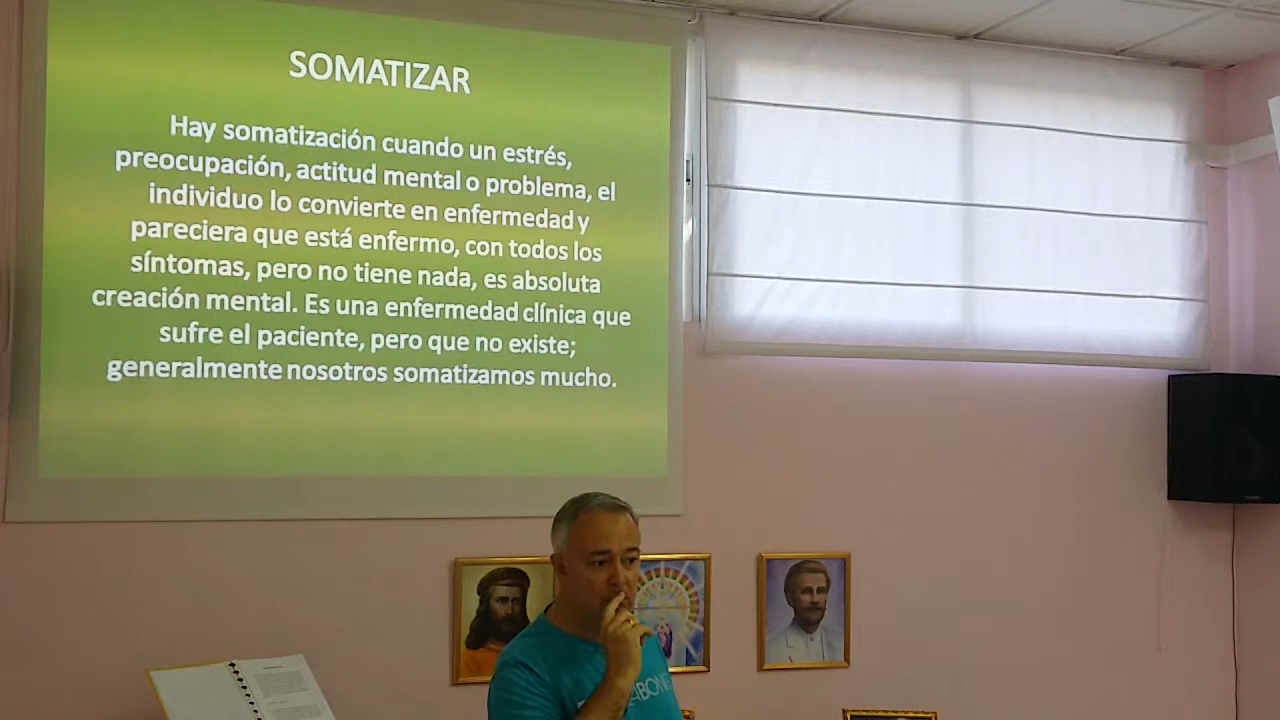 SOMATIZAR
Hay somatización cuando un estrés,
preocupación, actitud mental o problema, el
individuo lo convierte en enfermedad y
pareciera que está enfermo, con todos los
síntomas, pero no tiene nada, es absoluta
creación mental. Es una enfermedad clínica que
sufre el paciente, pero que no existe;
generalmente nosotros somatizamos mucho.